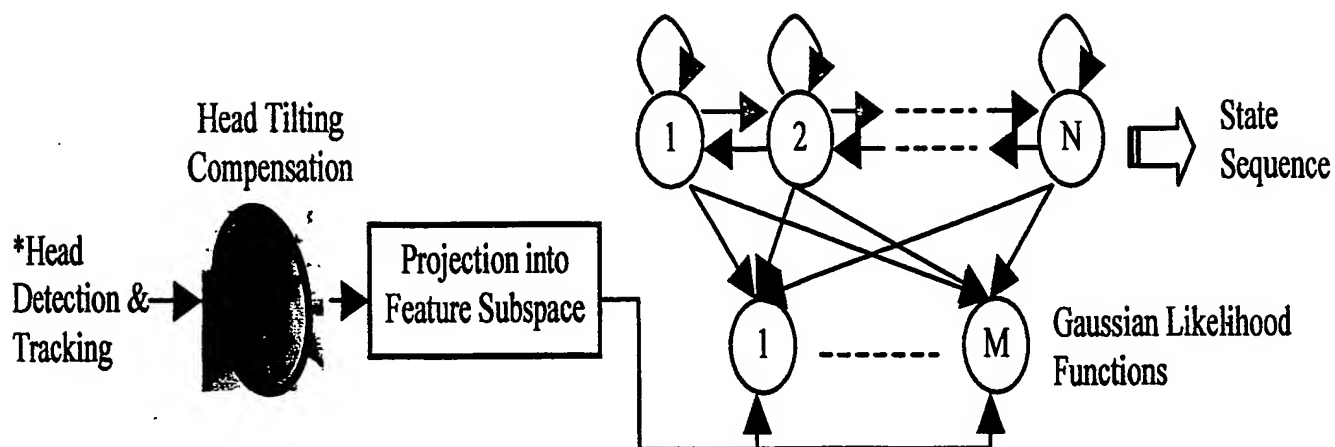 Head Tilting
Compensation
*Head
Detection &
Tracking
Projection into
Feature Subspace
1
2
N
State
Sequence
1
M
Gaussian Likelihood
Functions